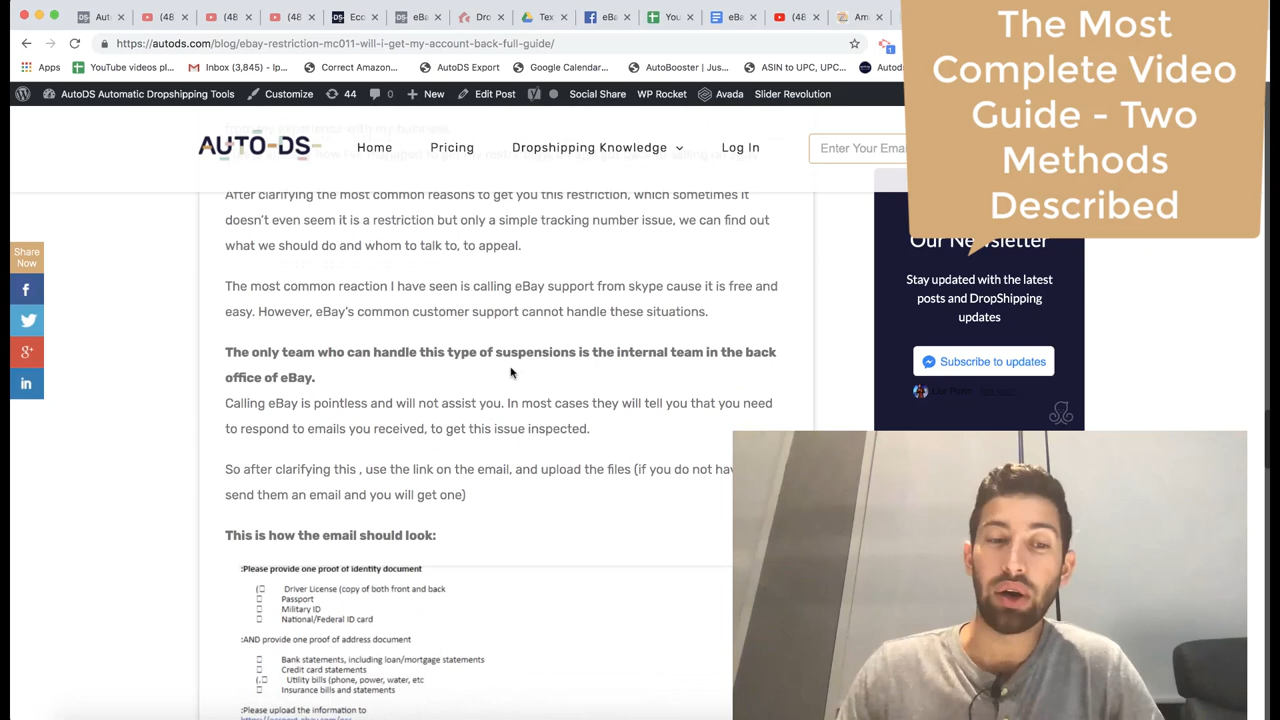 (48
(48
Eco
eBa
Dro
Tex
eBa
You
eBa
(48
Am
https://autods.com/blog/ebay-restriction-mc011-will-i-get-my-account-back-full-guide/
Apps
YouTube videos pl...
Inbox (3,845) - Ip...
Correct Amazon...
AutoDS Export
Google Calendar...
AutoBooster | Jus...
ASIN to UPC, UPC...
Autods
AutoDS Automatic Dropshipping Tools
Customize
44
0
New
Edit Post
Social Share
WP Rocket
Avada
Slider Revolution
The Most
Complete Video
Guide - Two
Methods
Described
AUTO-DS-
Home
Pricing
Dropshipping Knowledge
Log In
Enter Your Emai
After clarifying the most common reasons to get you this restriction, which sometimes it
doesn't even seem it is a restriction but only a simple tracking number issue, we can find out
what we should do and whom to talk to, to appeal.
The most common reaction I have seen is calling eBay support from skype cause it is free and
easy. However, eBay's common customer support cannot handle these situations.
The only team who can handle this type of suspensions is the internal team in the back
office of eBay.
Calling eBay is pointless and will not assist you. In most cases they will tell you that you need
to respond to emails you received, to get this issue inspected.
So after clarifying this , use the link on the email, and upload the files (if you do not hav
send them an email and you will get one)
This is how the email should look:
:Please provide one proof of identity document
( Driver License (copy of both front and back
Passport
Military ID
National/Federal ID card
:AND provide one proof of address document
Bank statements, including loan/mortgage statements
Credit card statements
(. Utility bills (phone, power, water, etc
Insurance bills and statements
:Please upload the information to
Share
Now
Our Newsletter
Stay updated with the latest
posts and DropShipping
updates
Subscribe to updates